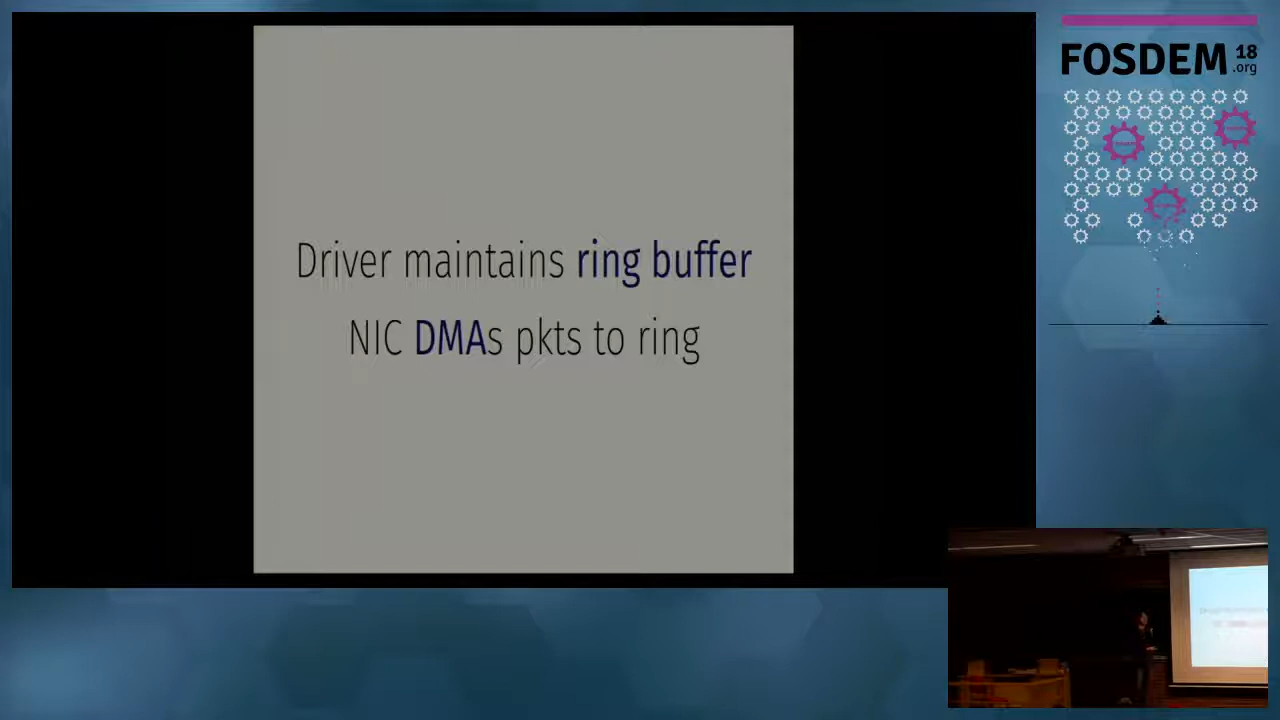 Driver maintains ring buffer
NIC DMAs pkts to ring
FOSDEM 18
.org